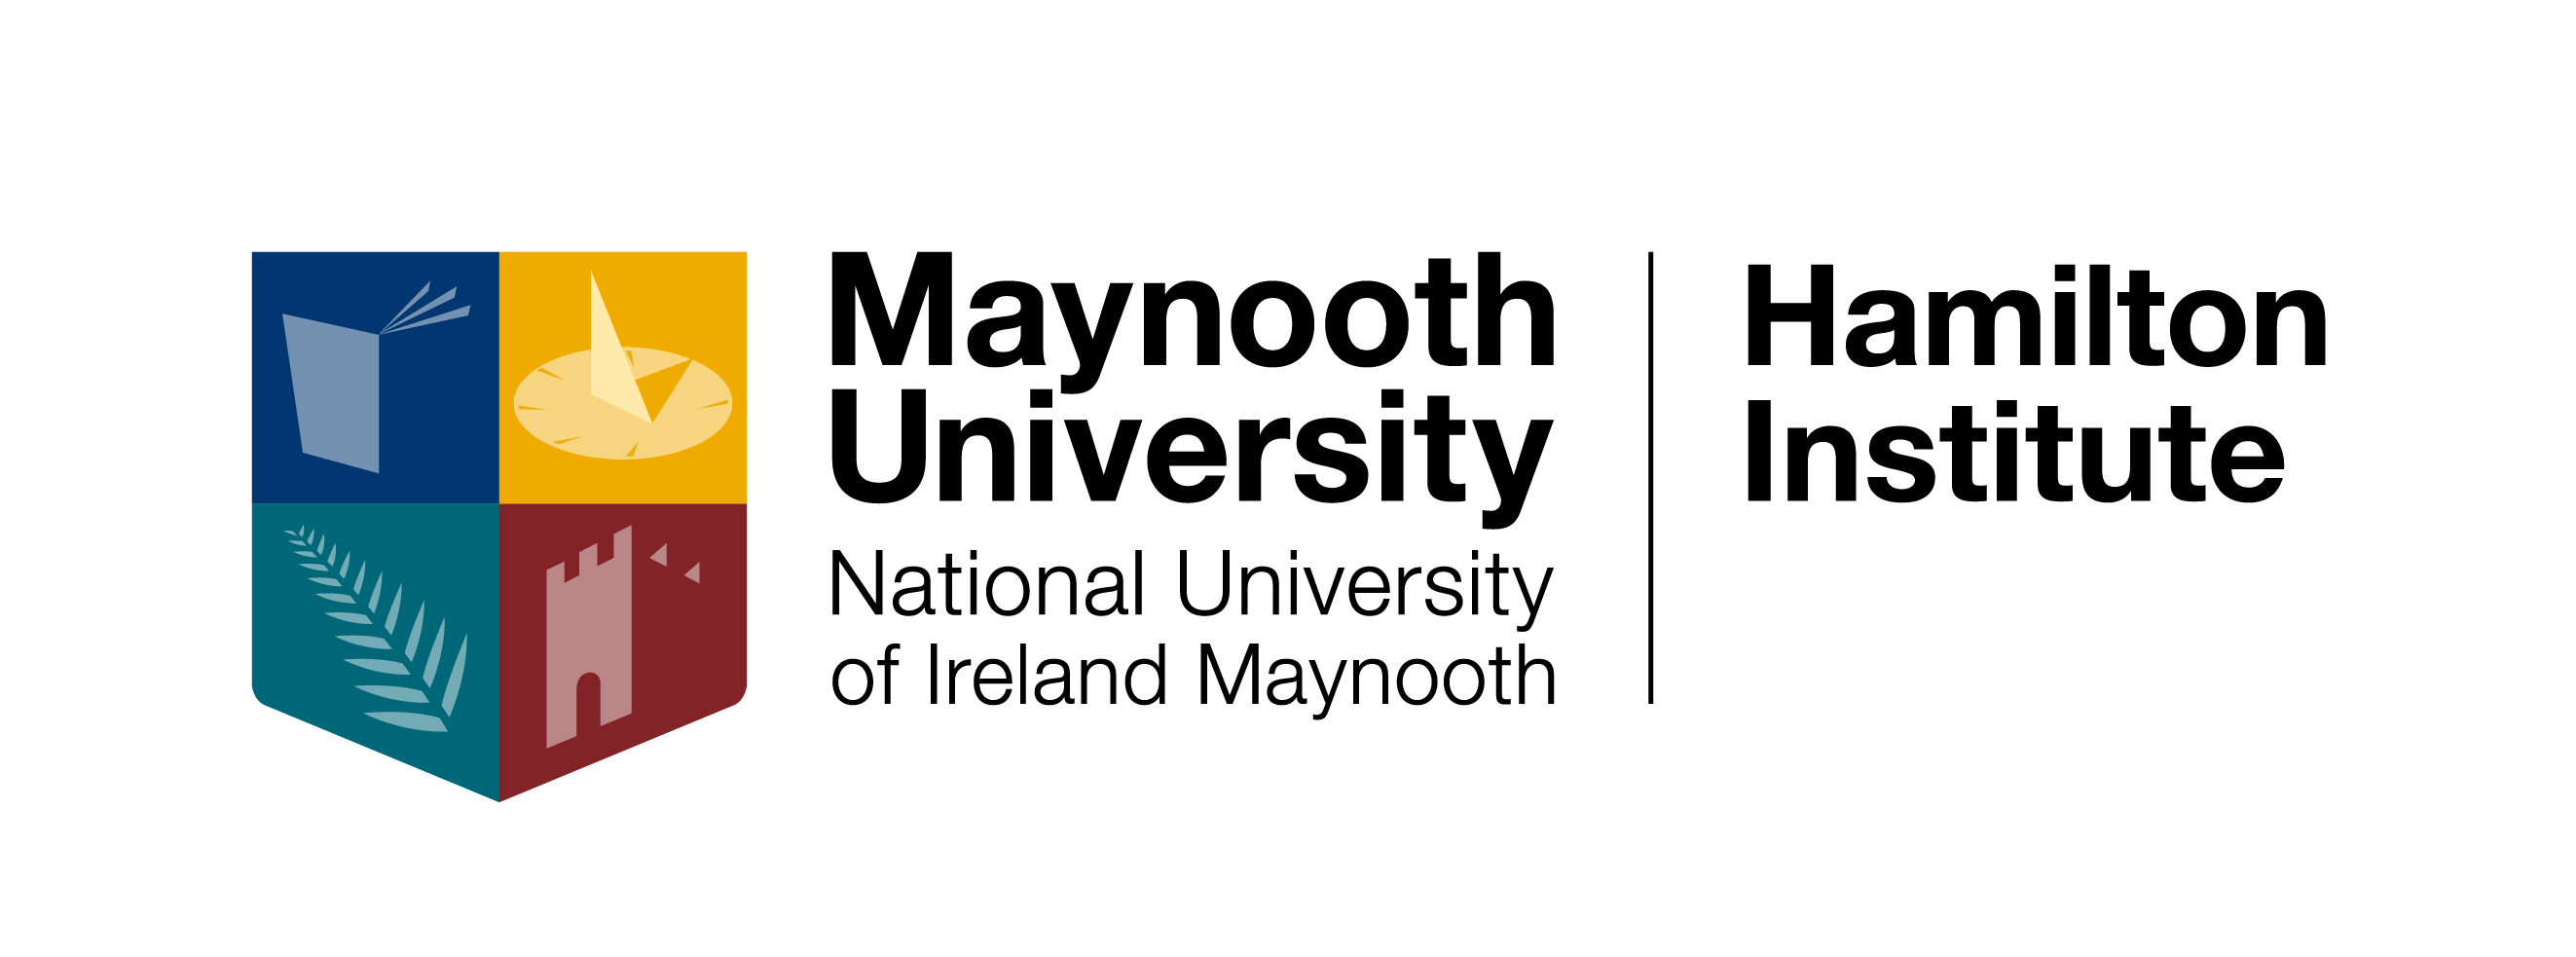 Maynooth
University
National University
of Ireland Maynooth
Hamilton
Institute